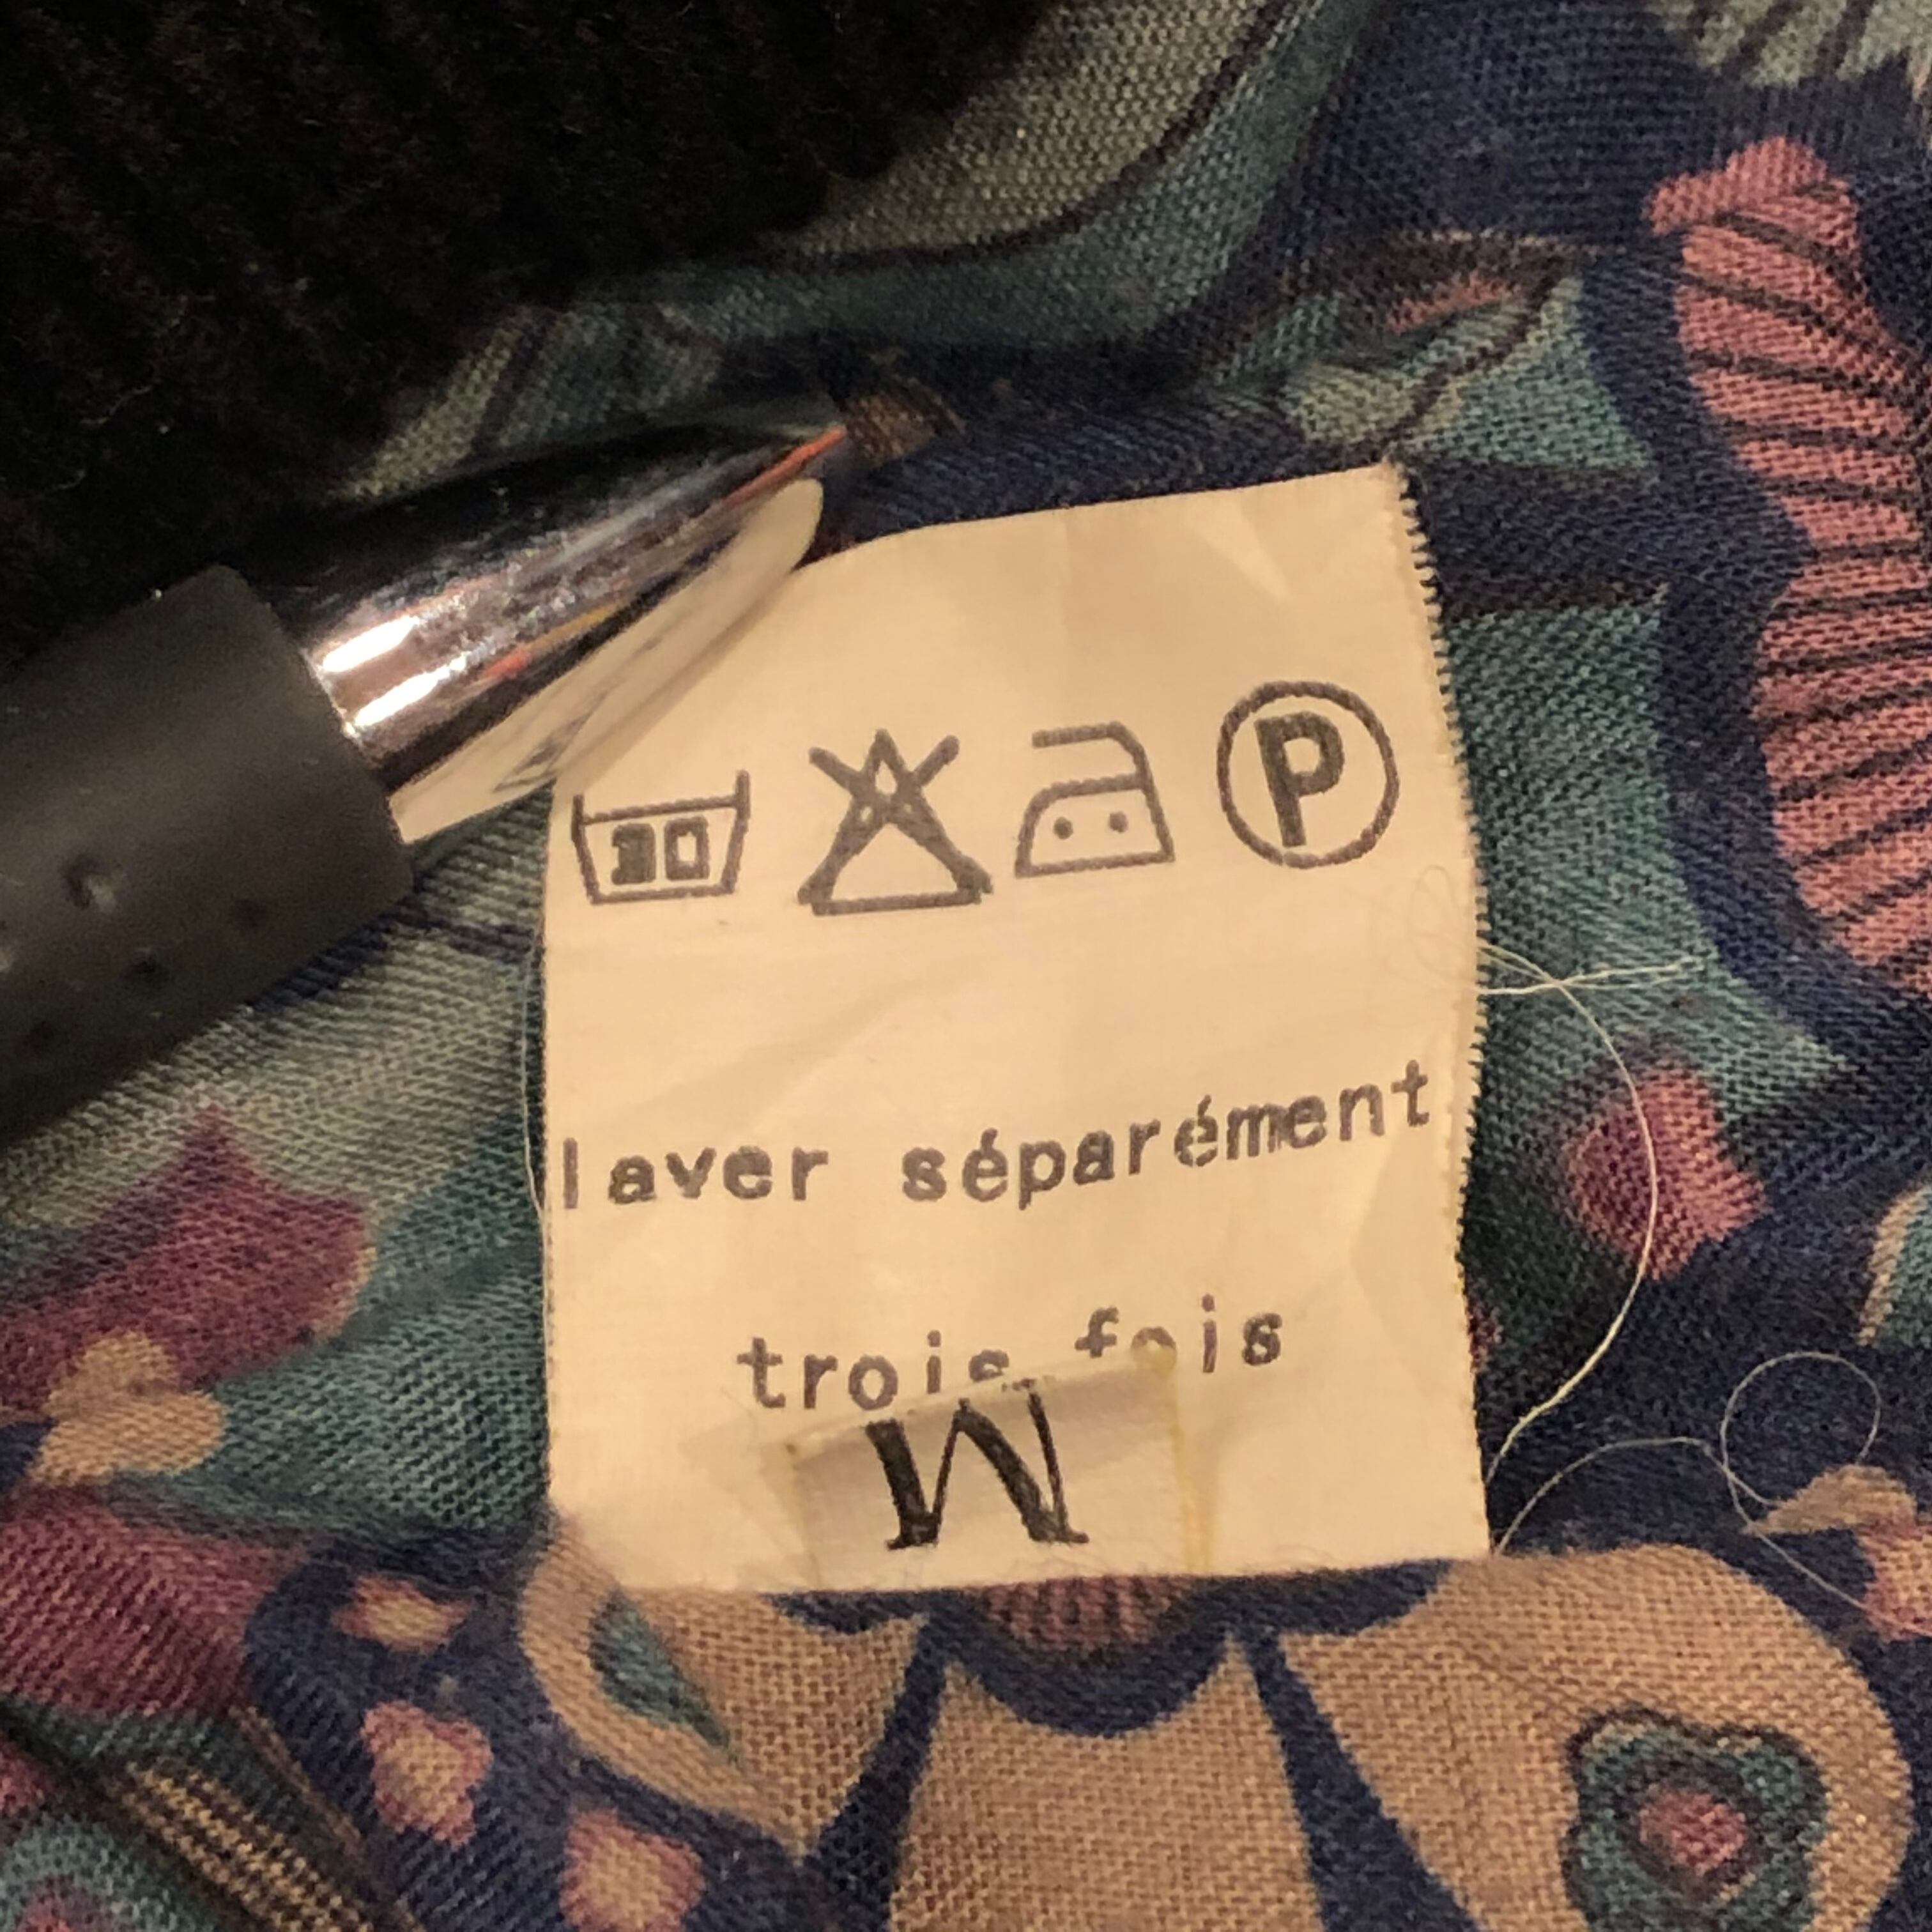 30 P
laver séparément
trois fois
M